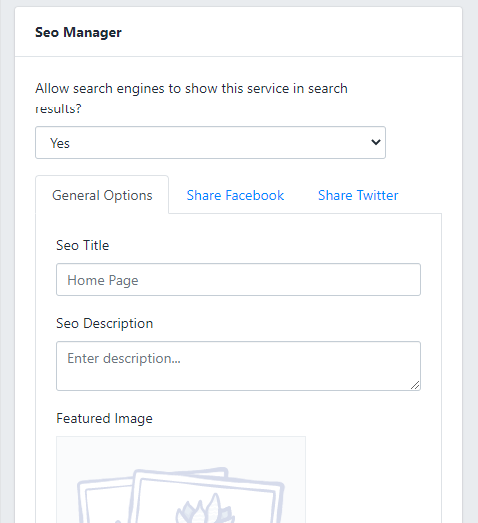 Seo Manager
Allow search engines to show this service in search
results?
Yes
General Options
Share Facebook
Share Twitter
Seo Title
Home Page
Seo Description
Enter description...
Featured Image